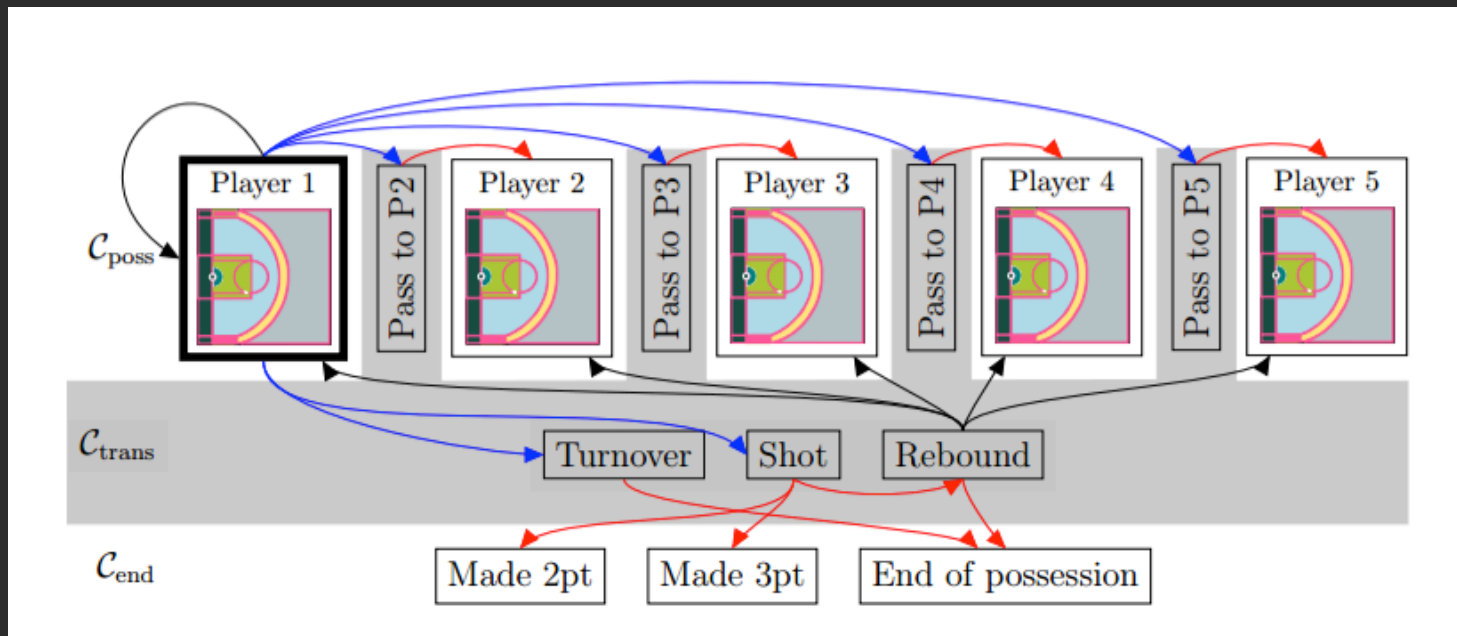 Player 1
Pass to P2
Player 2
Pass to P3
Player 3
Pass to P4
Player 4
Pass to P5
Player 5
𝒞poss
𝒞trans
Turnover
Shot
Rebound
𝒞end
Made 2pt
Made 3pt
End of possession